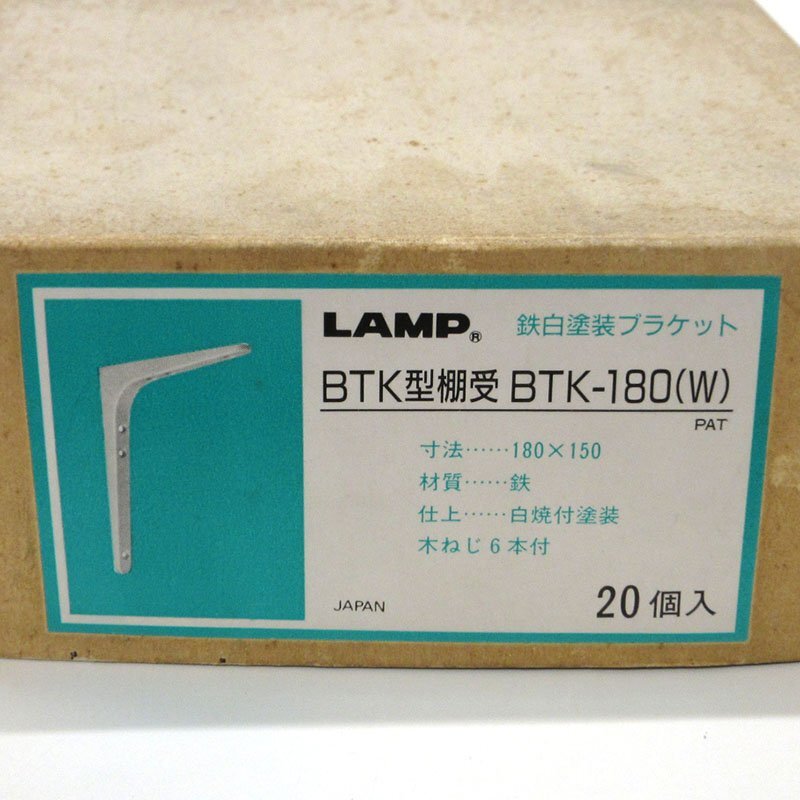 LAMP® 鉄白塗装ブラケット
BTK型棚受 BTK-180(W)
PAT
寸法……180×150
材質……鉄
仕上……白焼付塗装
木ねじ6本付
JAPAN 20個入